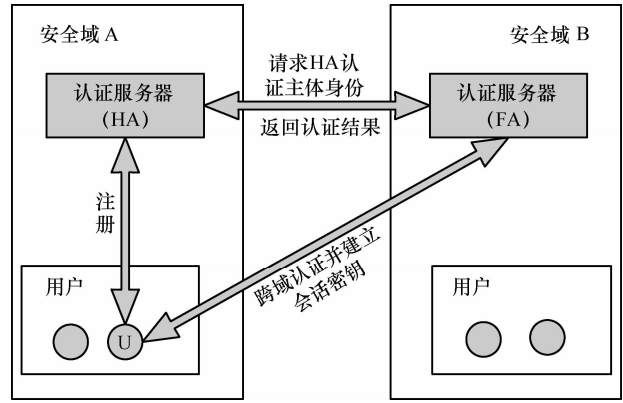 安全域 A
安全域 B
认证服务器
（HA）
请求HA认
证主体身份
返回认证结果
认证服务器
（FA）
注
册
跨域认证并建立
会话密钥
用户
U
用户